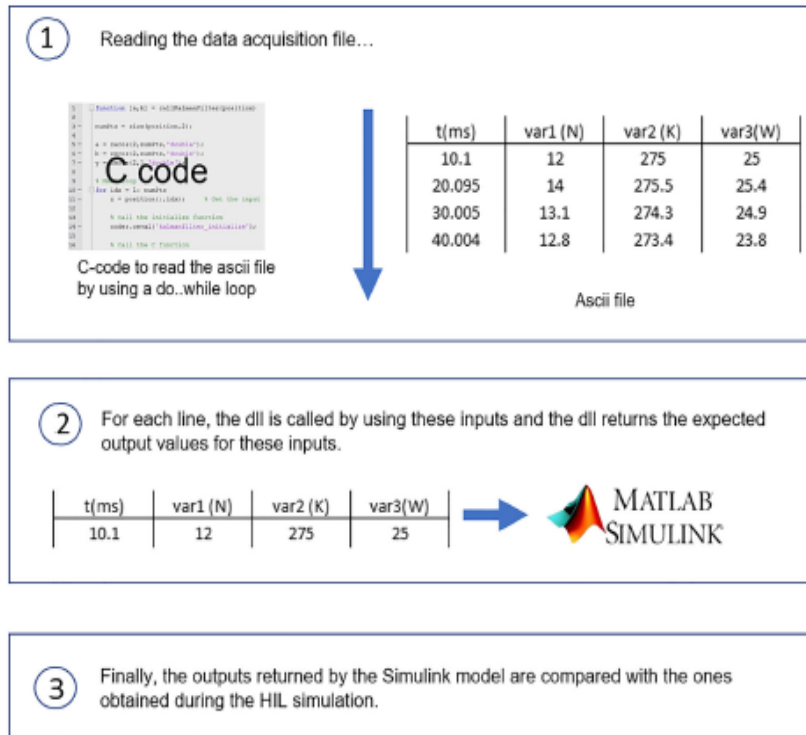 1
Reading the data acquisition file...
C code
C-code to read the ascii file
by using a do..while loop
t(ms) var1 (N) var2 (K) var3(W)
10.1 12 275 25
20.095 14 275.5 25.4
30.005 13.1 274.3 24.9
40.004 12.8 273.4 23.8
Ascii file
2
For each line, the dll is called by using these inputs and the dll returns the expected
output values for these inputs.
t(ms) var1 (N) var2 (K) var3(W)
10.1 12 275 25
MATLAB
SIMULINK
3
Finally, the outputs returned by the Simulink model are compared with the ones
obtained during the HIL simulation.